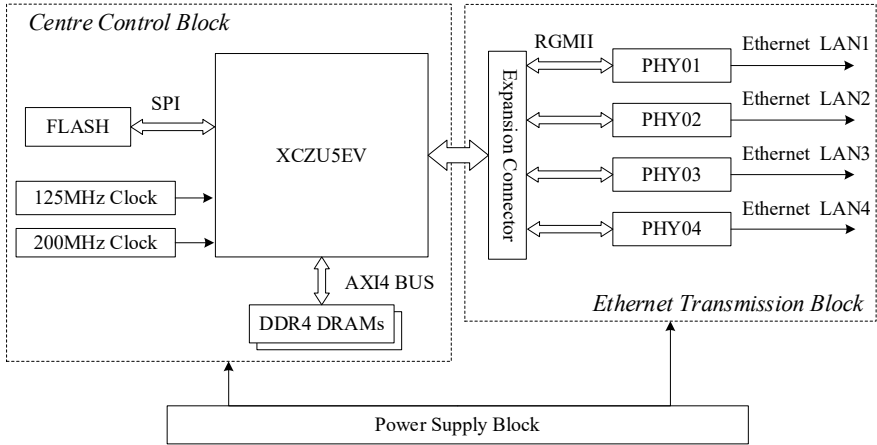 Centre Control Block
FLASH
SPI
XCZU5EV
125MHz Clock
200MHz Clock
AXI4 BUS
DDR4 DRAMs
Expansion Connector
RGMII
PHY01
Ethernet LAN1
PHY02
Ethernet LAN2
PHY03
Ethernet LAN3
PHY04
Ethernet LAN4
Ethernet Transmission Block
Power Supply Block